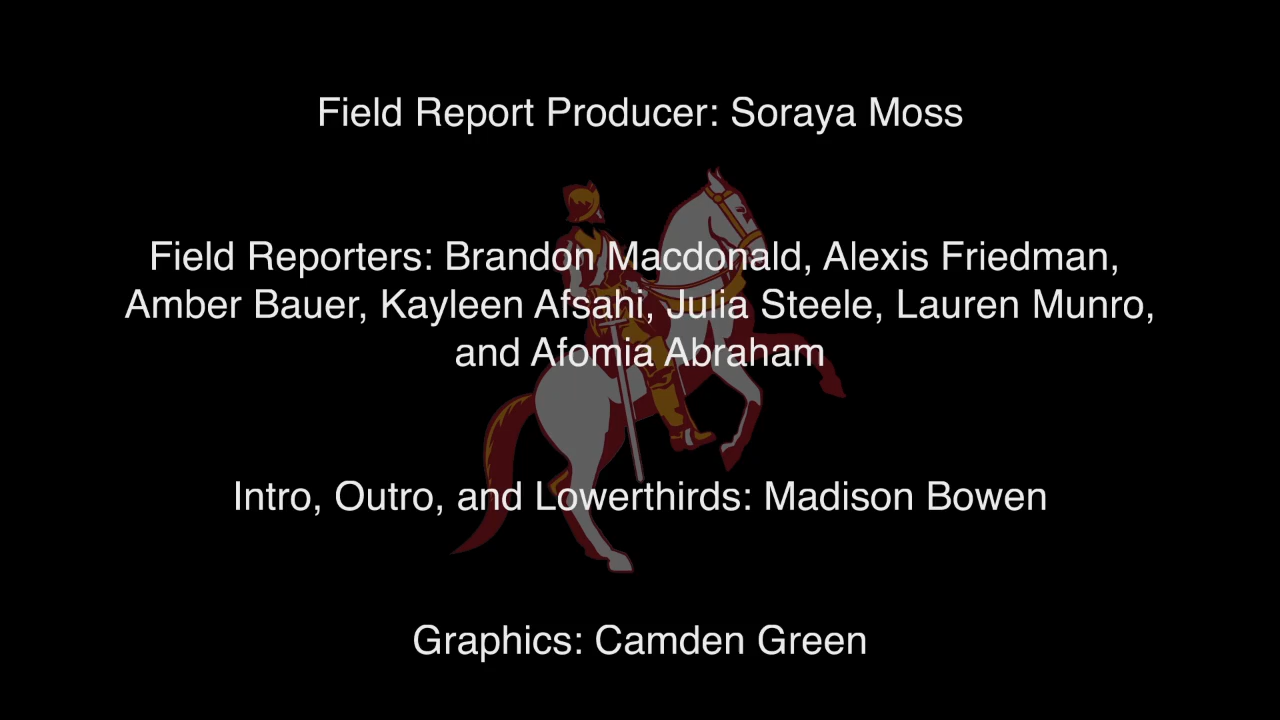 Field Report Producer: Soraya Moss
Field Reporters: Brandon Macdonald, Alexis Friedman,
Amber Bauer, Kayleen Afsahi, Julia Steele, Lauren Munro,
and Afomia Abraham
Intro, Outro, and Lowerthirds: Madison Bowen
Graphics: Camden Green